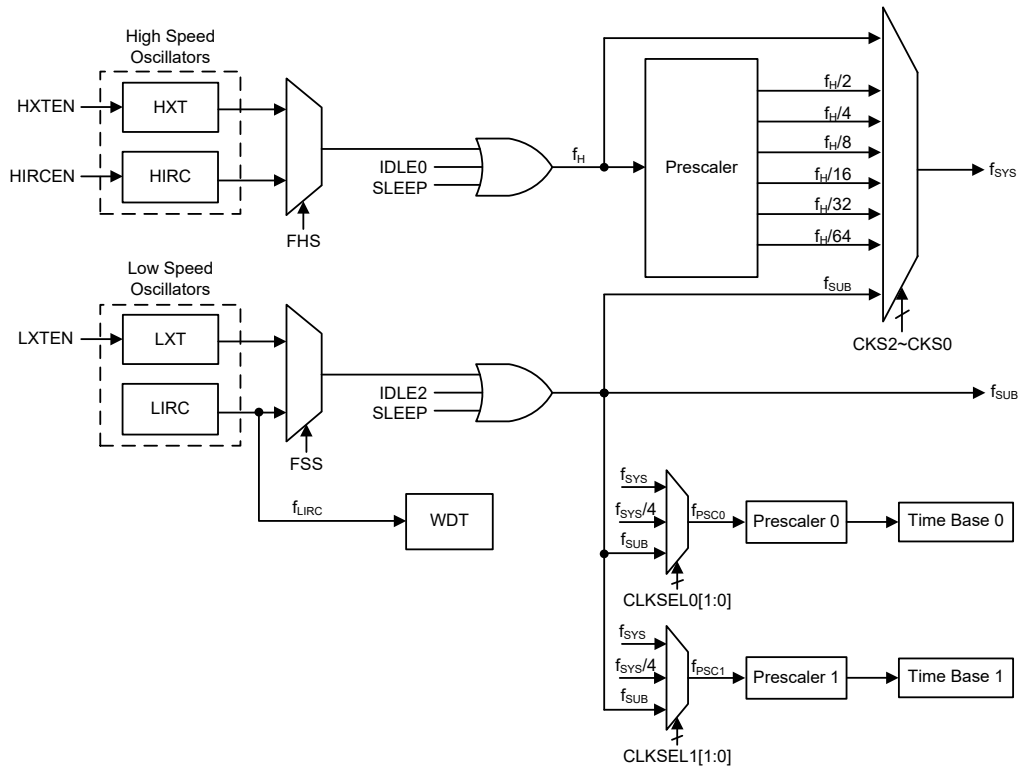 High Speed
Oscillators
HXTEN
HXT
HIRCEN
HIRC
FHS
IDLE0
SLEEP
fH
Prescaler
fH/2
fH/4
fH/8
fH/16
fH/32
fH/64
fSUB
CKS2~CKS0
fSYS
Low Speed
Oscillators
LXTEN
LXT
LIRC
FSS
IDLE2
SLEEP
fSUB
fLIRC
WDT
fSYS
fSYS/4
fSUB
fPSC0
Prescaler 0
Time Base 0
CLKSEL0[1:0]
fSYS
fSYS/4
fSUB
fPSC1
Prescaler 1
Time Base 1
CLKSEL1[1:0]